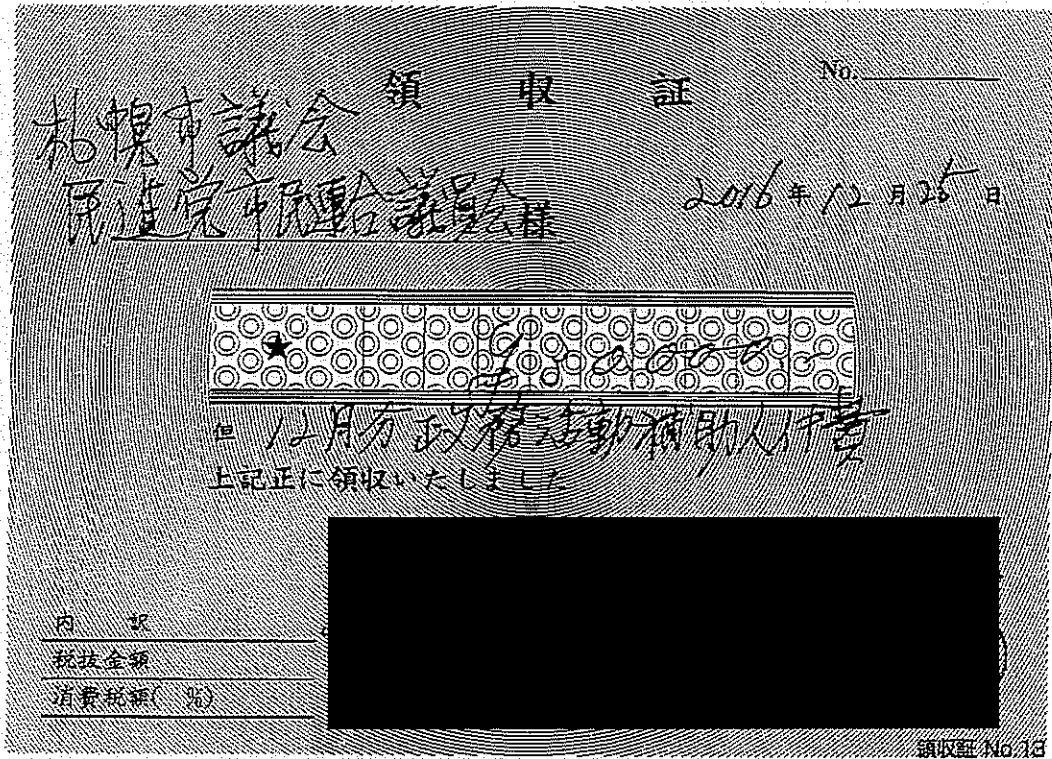 領 収 証
No.
札幌市議会
民進党市民連合議員会 様
2016年12月25日
★
但 12月分政務活動補助人件費
上記正に領収いたしました
内 訳
税抜金額
消費税額( %)
領収証 No.13